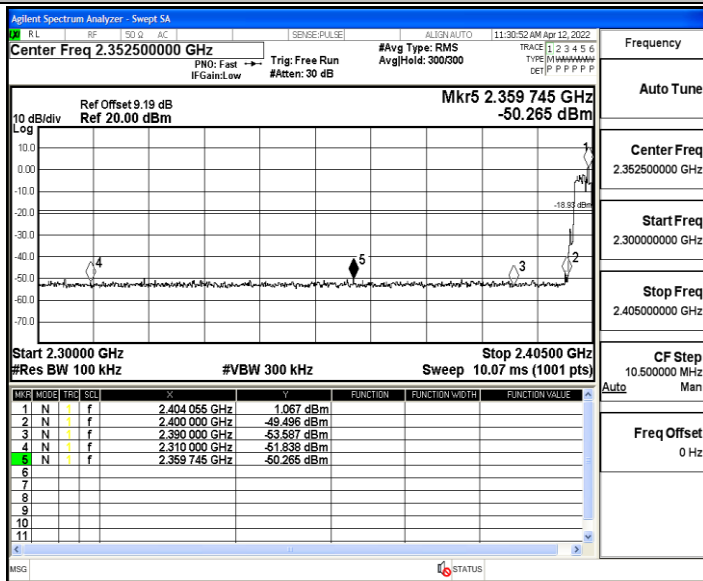 Agilent Spectrum Analyzer - Swept SA
RL RF 50 Ω AC SENSE:PULSE ALIGN AUTO 11:30:52 AM Apr 12, 2022
Center Freq 2.352500000 GHz
PNO: Fast
IFGain:Low
Trig: Free Run
#Atten: 30 dB
#Avg Type: RMS
Avg|Hold: 300/300
TRACE 1 2 3 4 5 6
TYPE M WWWWW
DET P P P P P P
Frequency
Auto Tune
Center Freq
2.352500000 GHz
Start Freq
2.300000000 GHz
Stop Freq
2.405000000 GHz
CF Step
10.500000 MHz
Auto Man
Freq Offset
0 Hz
Mkr5 2.359 745 GHz
-50.265 dBm
Ref Offset 9.19 dB
10 dB/div Ref 20.00 dBm
Log
10.0
0.00
-10.0
-20.0
-30.0
-40.0
-50.0
-60.0
-70.0
1
-18.93 dBm
4
5
3
2
Start 2.30000 GHz Stop 2.40500 GHz
#Res BW 100 kHz #VBW 300 kHz Sweep 10.07 ms (1001 pts)
MKR MODE TRC SCL X Y FUNCTION FUNCTION WIDTH FUNCTION VALUE
1 N 1 f 2.404 055 GHz 1.067 dBm
2 N 1 f 2.400 000 GHz -49.496 dBm
3 N 1 f 2.390 000 GHz -53.587 dBm
4 N 1 f 2.310 000 GHz -51.838 dBm
5 N 1 f 2.359 745 GHz -50.265 dBm
6
7
8
9
10
11
MSG STATUS